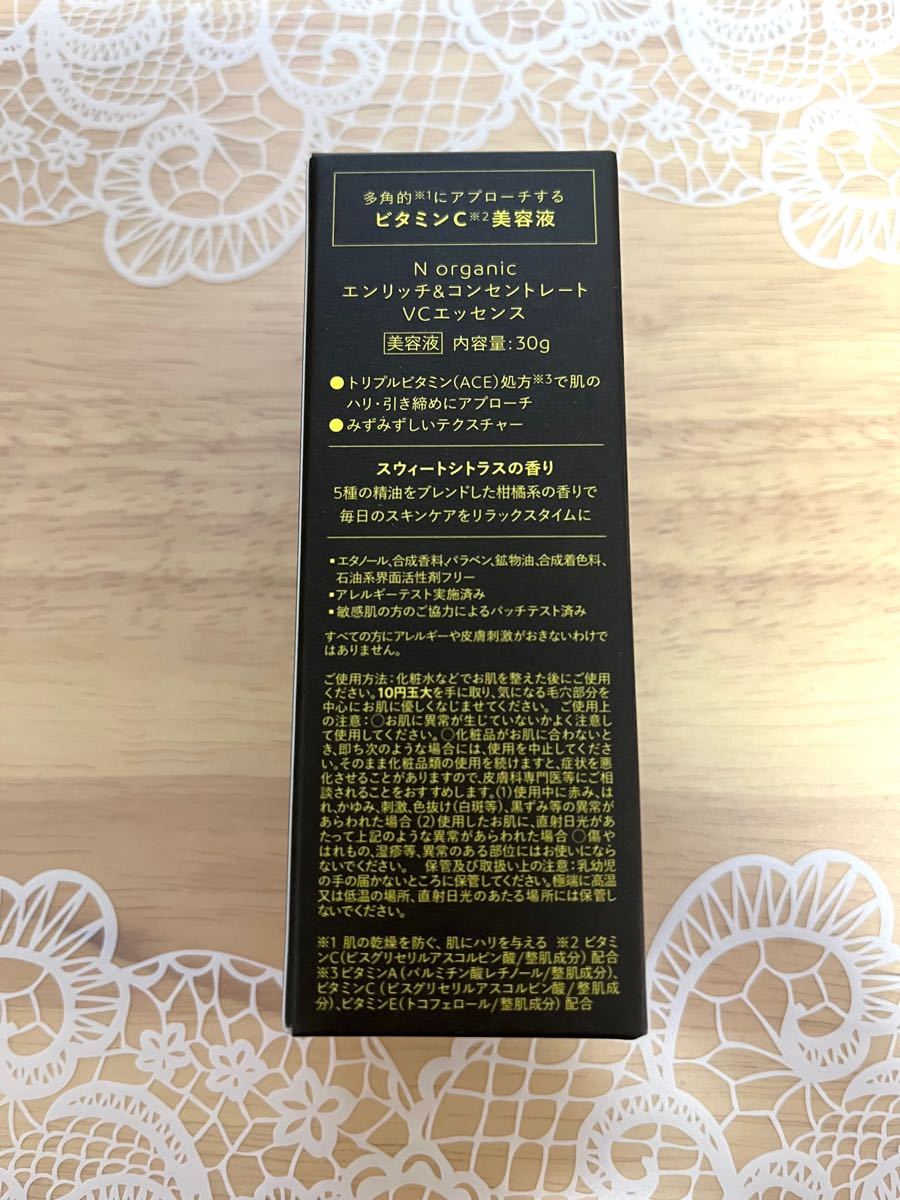 多角的※1にアプローチする
ビタミンC※2美容液
N organic
エンリッチ&コンセントレート
VCエッセンス
美容液 内容量:30g
●トリプルビタミン(ACE)処方※3で肌の
ハリ・引き締めにアプローチ
●みずみずしいテクスチャー
スウィートシトラスの香り
5種の精油をブレンドした柑橘系の香りで
毎日のスキンケアをリラックスタイムに
▪エタノール、合成香料、パラベン、鉱物油、合成着色料、
石油系界面活性剤フリー
▪アレルギーテスト実施済み
▪敏感肌の方のご協力によるパッチテスト済み
すべての方にアレルギーや皮膚刺激がおきないわけで
はありません。
ご使用方法:化粧水などでお肌を整えた後にご使用
ください。10円玉大を手に取り、気になる毛穴部分を
中心にお肌に優しくなじませてください。 ご使用上
の注意:○お肌に異常が生じていないかよく注意し
て使用してください。○化粧品がお肌に合わないと
き、即ち次のような場合には、使用を中止してくださ
い。そのまま化粧品類の使用を続けますと、症状を悪
化させることがありますので、皮膚科専門医等にご相
談されることをおすすめします。(1)使用中に赤み、は
れ、かゆみ、刺激、色抜け(白斑等)、黒ずみ等の異常が
あらわれた場合 (2)使用したお肌に、直射日光があ
たって上記のような異常があらわれた場合 ○傷や
はれもの、湿疹等、異常のある部位にはお使いになら
ないでください。 保管及び取扱い上の注意:乳幼児
の手の届かないところに保管してください。極端に高温
又は低温の場所、直射日光のあたる場所には保管し
ないでください。
※1 肌の乾燥を防ぐ、肌にハリを与える ※2 ビタミ
ンC(ビスグリセリルアスコルビン酸/整肌成分) 配合
※3 ビタミンA(パルミチン酸レチノール/整肌成分)、
ビタミンC(ビスグリセリルアスコルビン酸/整肌成
分)、ビタミンE(トコフェロール/整肌成分) 配合